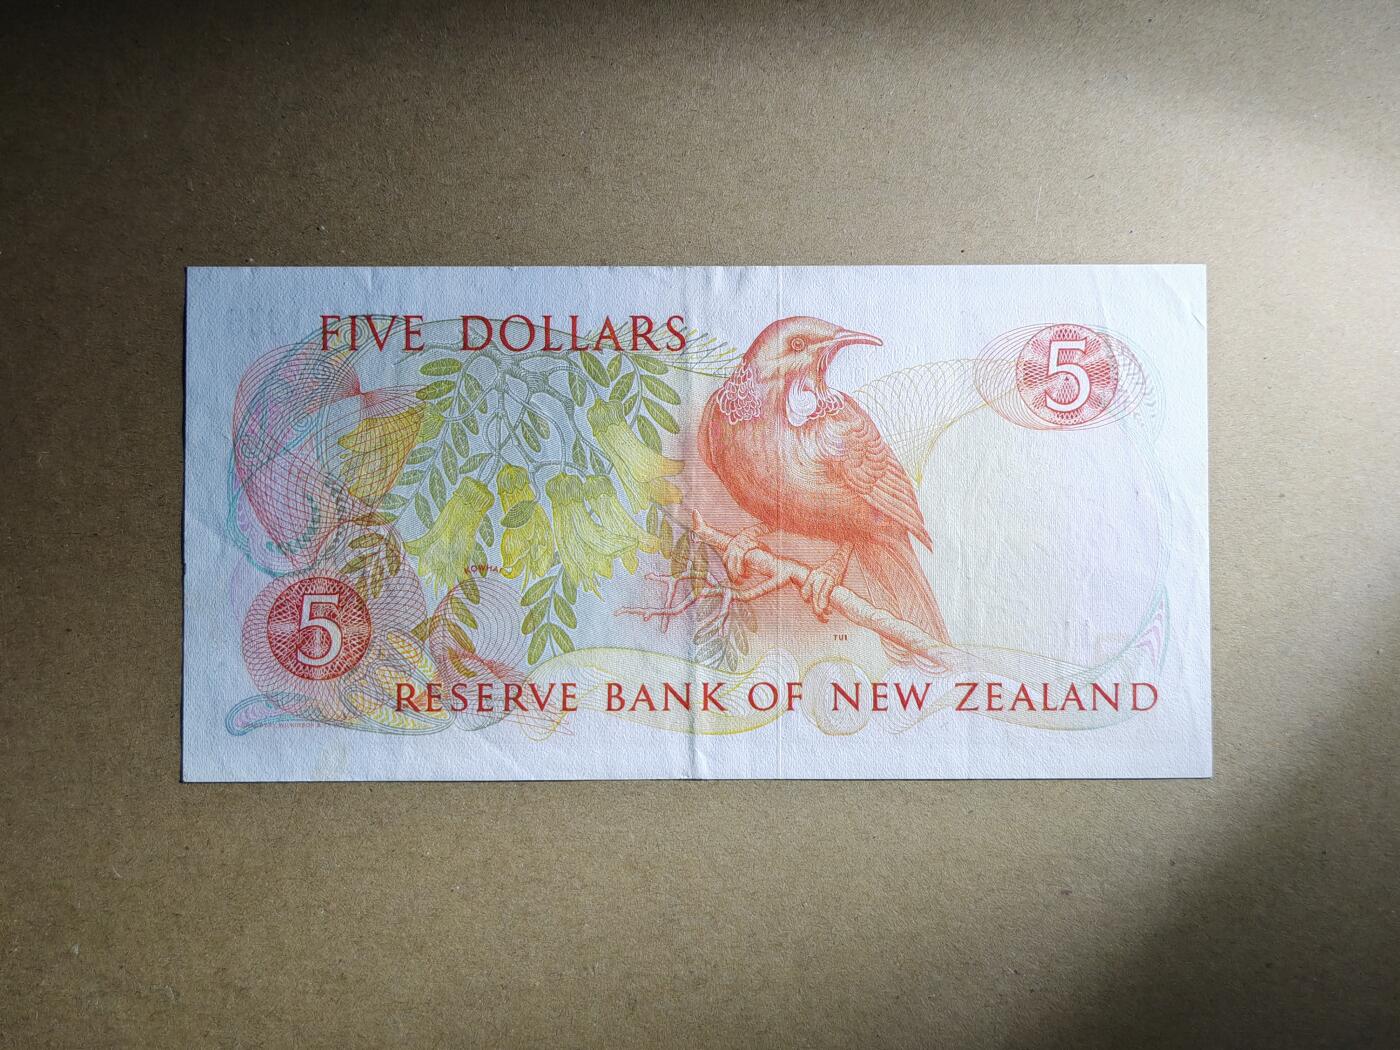 FIVE DOLLARS
5
KOWHAI
5
TUI
RESERVE BANK OF NEW ZEALAND